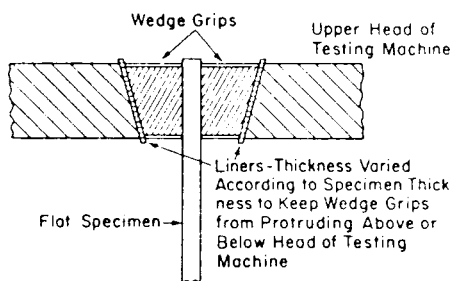 Wedge Grips
Upper Head of
Testing Machine
Liners-Thickness Varied
According to Specimen Thick
ness to Keep Wedge Grips
from Protruding Above or
Below Head of Testing
Machine
Flat Specimen